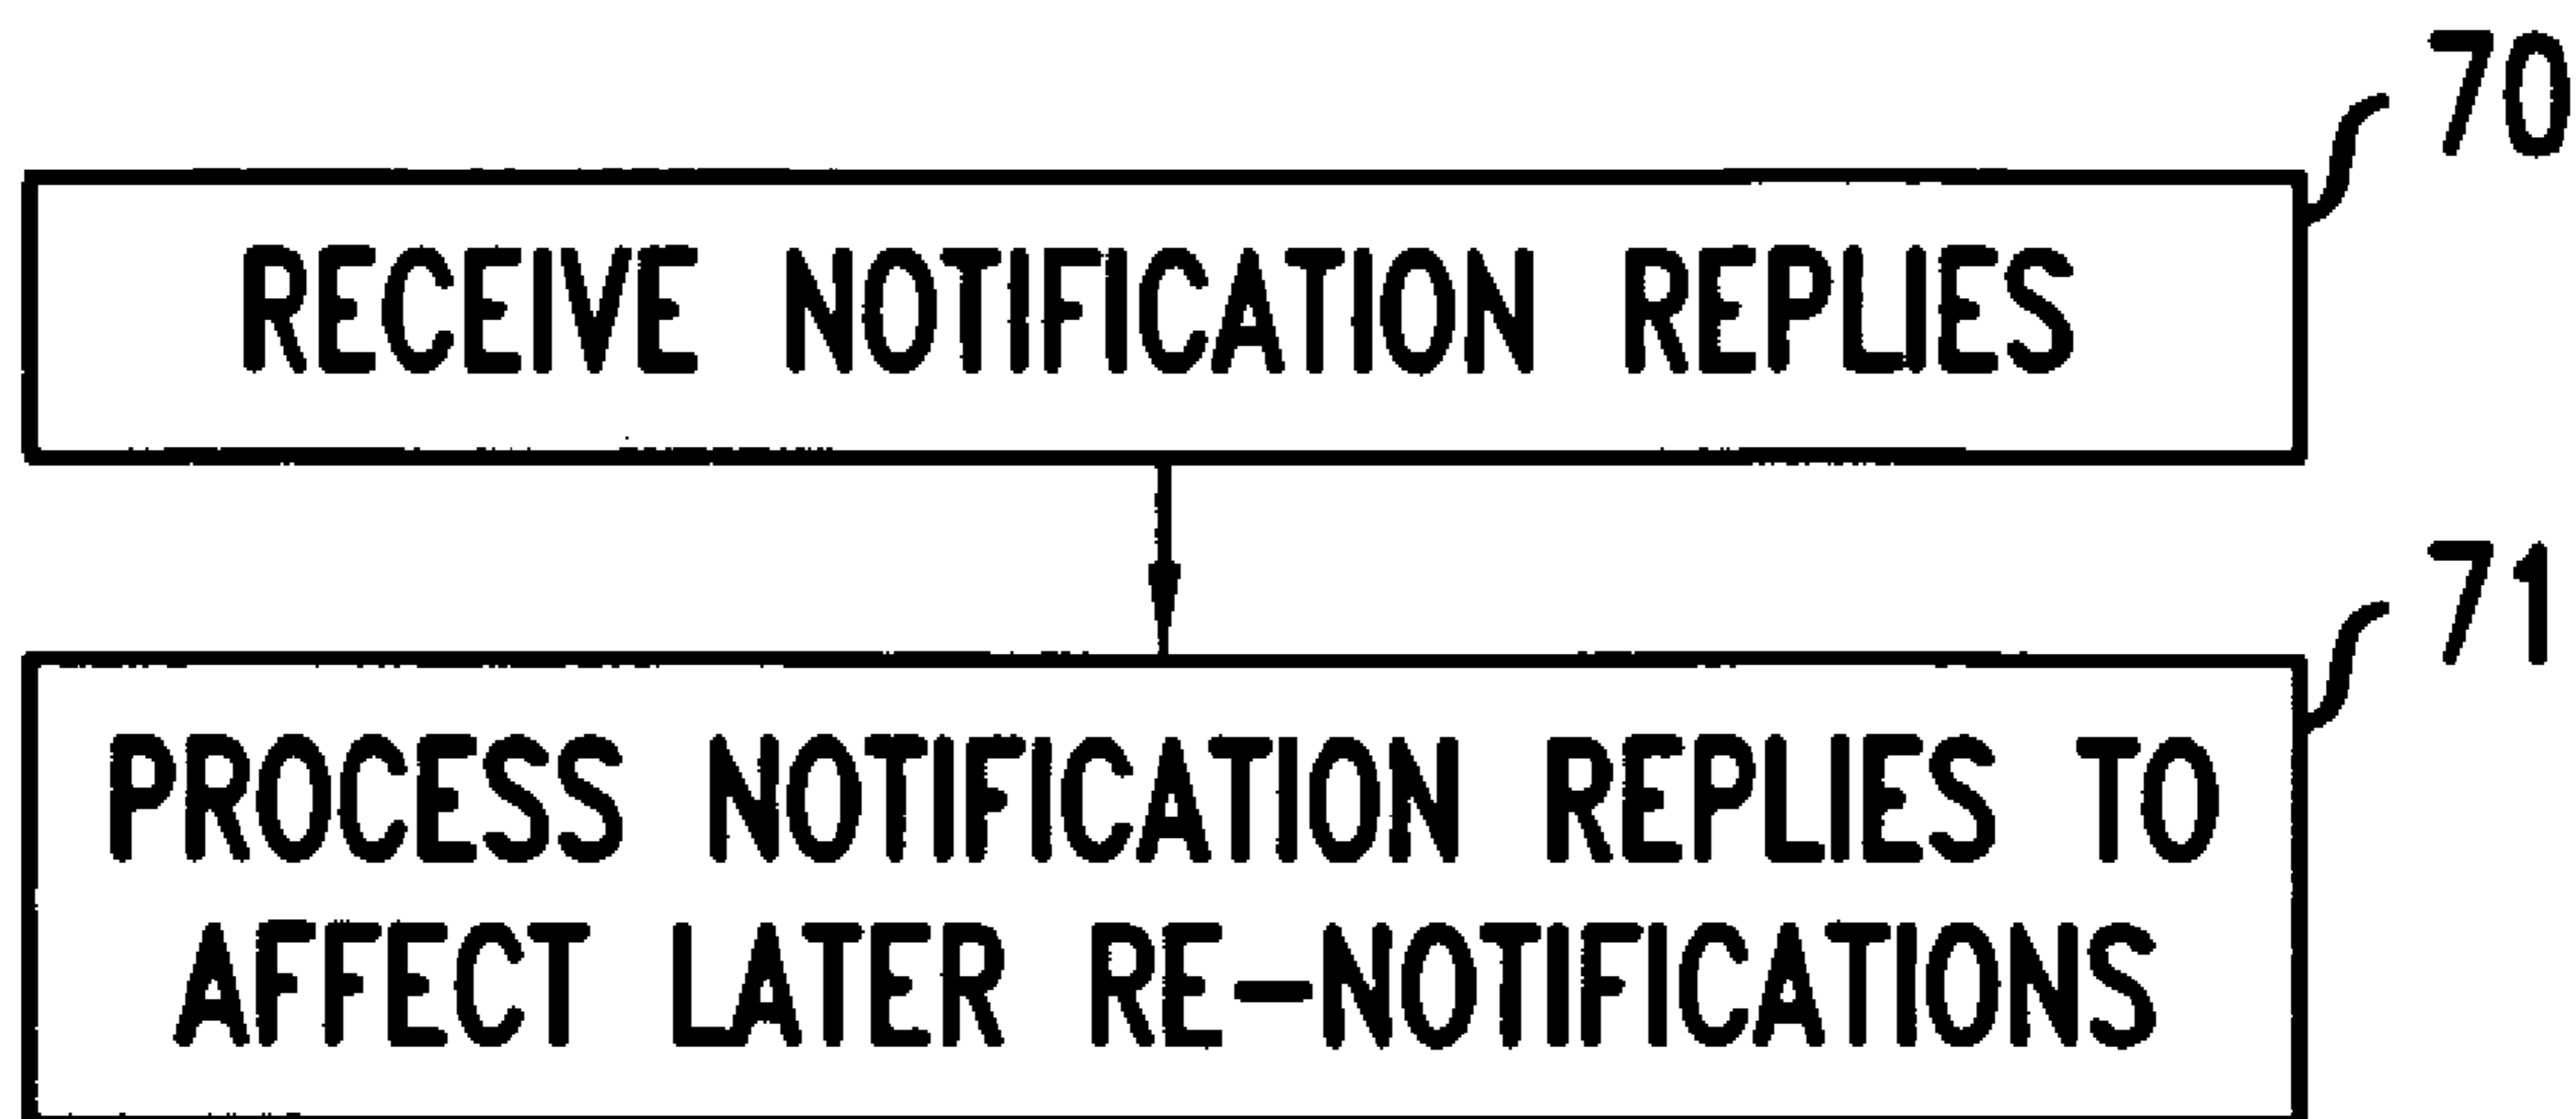 70
RECEIVE NOTIFICATION REPLIES
71
PROCESS NOTIFICATION REPLIES TO
AFFECT LATER RE-NOTIFICATIONS